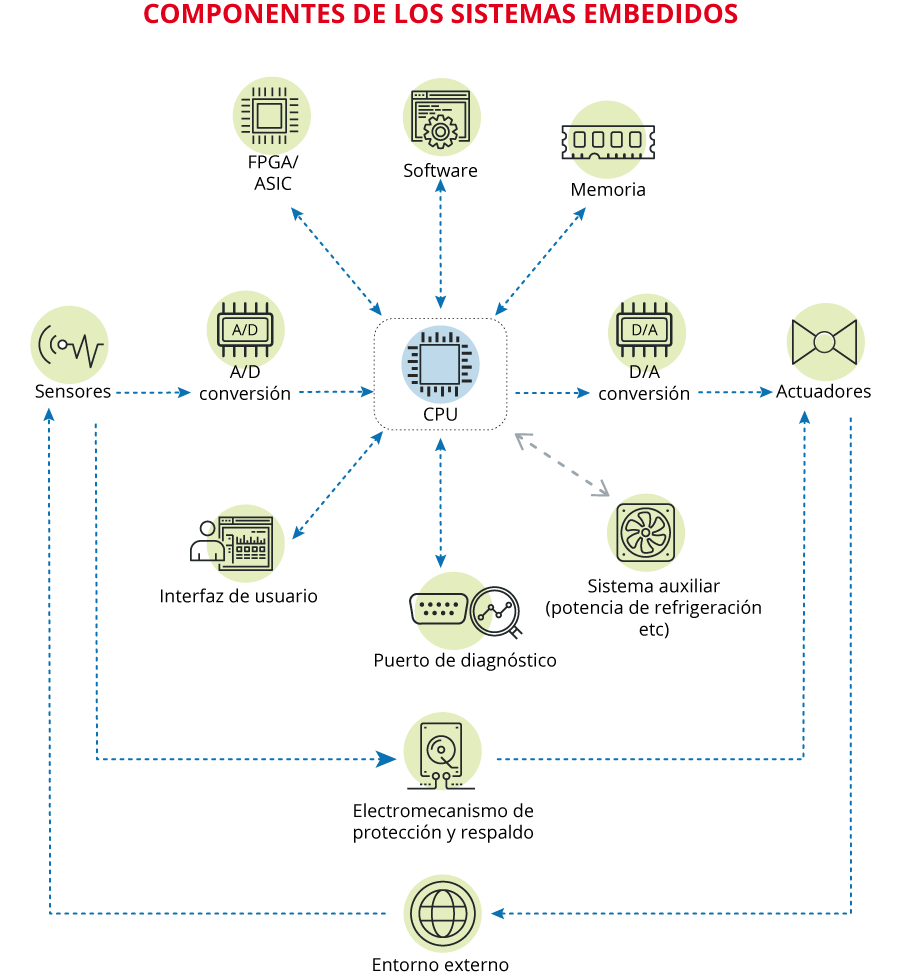 COMPONENTES DE LOS SISTEMAS EMBEDIDOS
FPGA/
ASIC
Software
Memoria
Sensores
A/D
A/D
conversión
CPU
D/A
D/A
conversión
Actuadores
Interfaz de usuario
Puerto de diagnóstico
Sistema auxiliar
(potencia de refrigeración
etc)
Electromecanismo de
protección y respaldo
Entorno externo